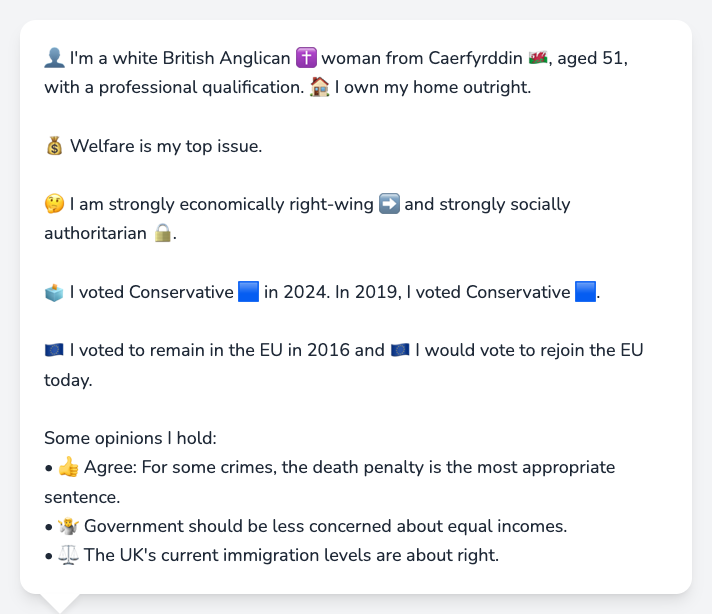 👤 I'm a white British Anglican ✝️ woman from Caerfyrddin 🏴󠁧󠁢󠁷󠁬󠁳󠁿, aged 51,
with a professional qualification. 🏠 I own my home outright.
💰 Welfare is my top issue.
🤔 I am strongly economically right-wing ➡️ and strongly socially
authoritarian 🔒.
🗳️ I voted Conservative 🟦 in 2024. In 2019, I voted Conservative 🟦.
🇪🇺 I voted to remain in the EU in 2016 and 🇪🇺 I would vote to rejoin the EU
today.
Some opinions I hold:
• 👍 Agree: For some crimes, the death penalty is the most appropriate
sentence.
• 🤷 Government should be less concerned about equal incomes.
• ⚖️ The UK's current immigration levels are about right.